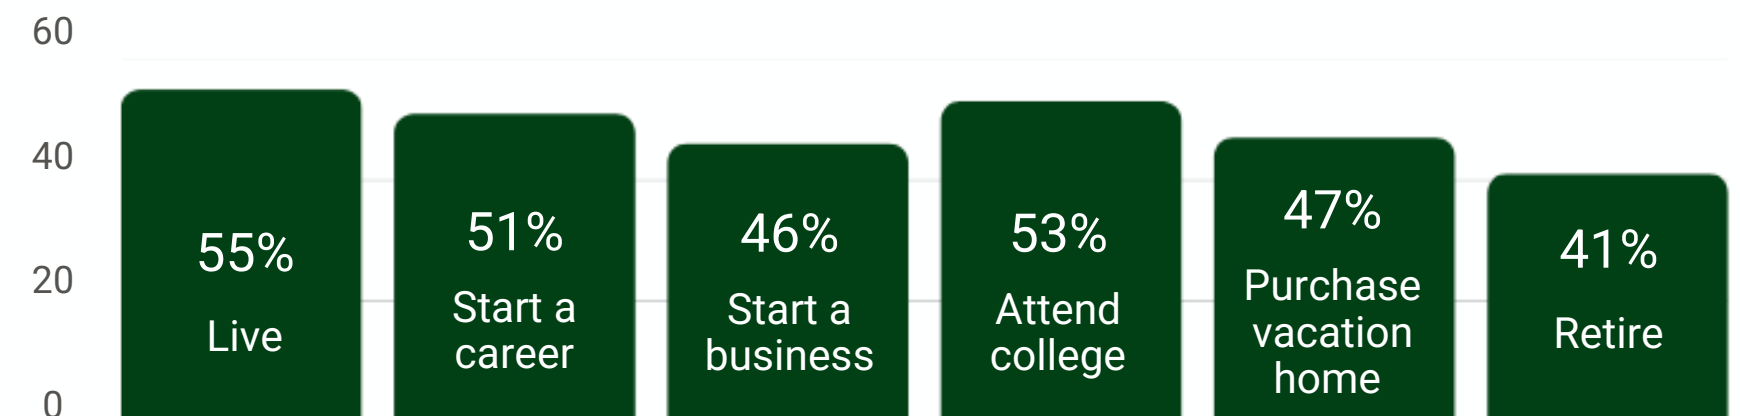 60
40
20
0
55%
Live
51%
Start a
career
46%
Start a
business
53%
Attend
college
47%
Purchase
vacation
home
41%
Retire